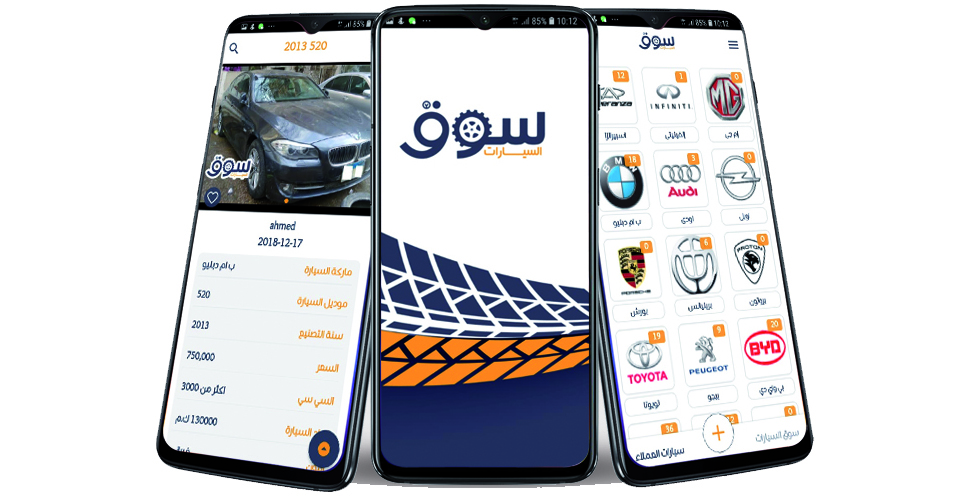 85%
2013 520
سوق
السيارات
ahmed
2018-12-17
ماركة السيارة ب ام دبليو
موديل السيارة 520
سنة التصنيع 2013
السعر 750,000
السي سي اكثر من 3000
130000 ك.م
السيارة
85% 10:12
سوق
السيارات
85% 10:12
سوق
السيارات
12 1 0
INFINITI MG
اسبيرانزا انفينيتي ام جي
18 3 0
BMW Audi
ب ام دبليو اودي اوبل
0 6 0
PORSCHE PROTON
بورش بريليانس بروتون
19 9 20
TOYOTA PEUGEOT BYD
تويوتا بيجو بي واي دي
36 0
سيارات العملاء + سوق السيارات